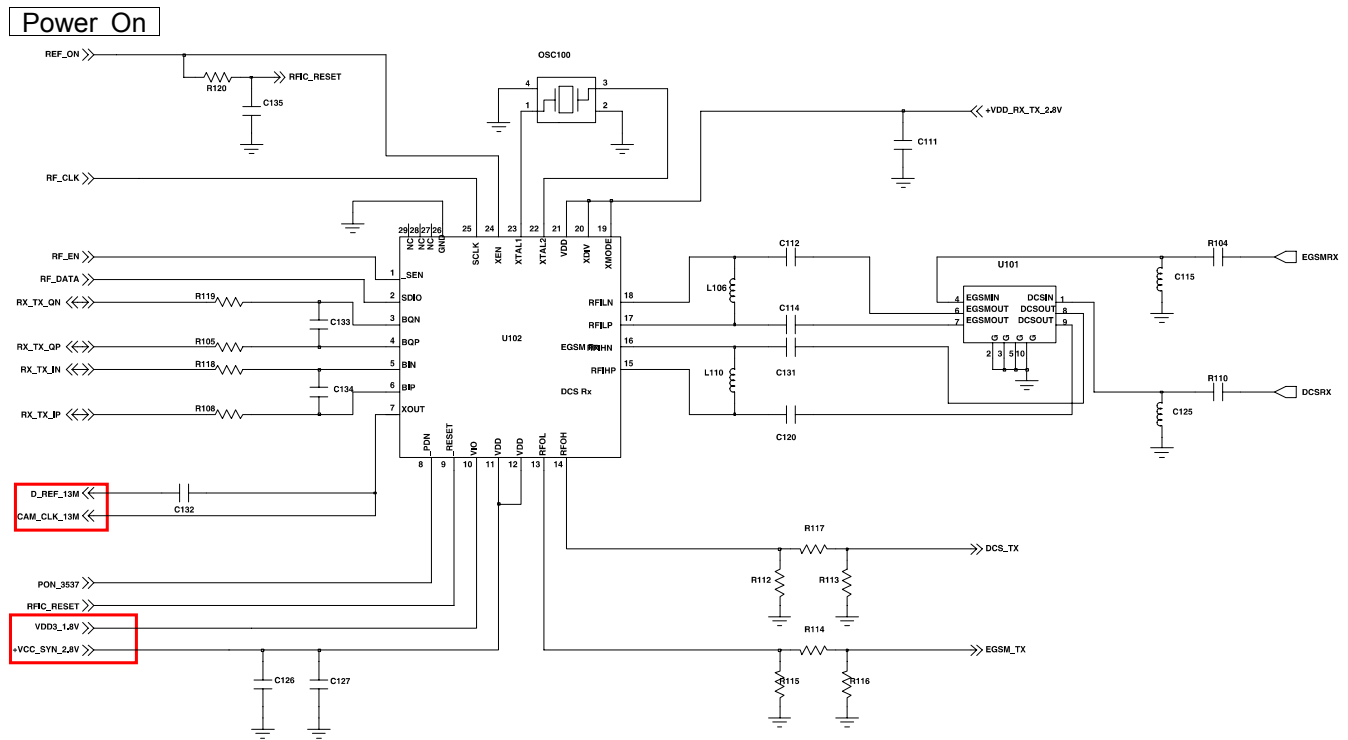 Power On
REF_ON
OSC100
RFIC_RESET
R120
C135
4
3
1
2
+VDD_RX_TX_2.8V
C111
RF_CLK
29 28 27 26
25
24
23
22
21
20
19
NC
NC
NC
GND
SCLK
XEN
XTAL1
XTAL2
VDD
XDIV
XMODE
RF_EN
1
_SEN
RF_DATA
2
SDIO
RX_TX_QN
R119
3
BQN
C133
RX_TX_QP
R105
4
BQP
RX_TX_IN
R118
5
BIN
C134
6
BIP
RX_TX_IP
R108
7
XOUT
U102
RFILN
18
RFILP
17
EGSM Rx
RFIHN
16
RFIHP
15
DCS Rx
L106
C112
C114
L110
C131
C120
U101
4 EGSMIN DCSIN 1
6 EGSMOUT DCSOUT 8
7 EGSMOUT DCSOUT 9
G G G G
2 3 5 10
R104
EGSMRX
C115
R110
DCSRX
C125
_PDN
_RESET
VIO
VDD
VDD
RFOL
RFOH
8
9
10
11
12
13
14
D_REF_13M
C132
CAM_CLK_13M
PON_3537
RFIC_RESET
VDD3_1.8V
+VCC_SYN_2.8V
C126
C127
R117
DCS_TX
R112
R113
R114
EGSM_TX
R115
R116